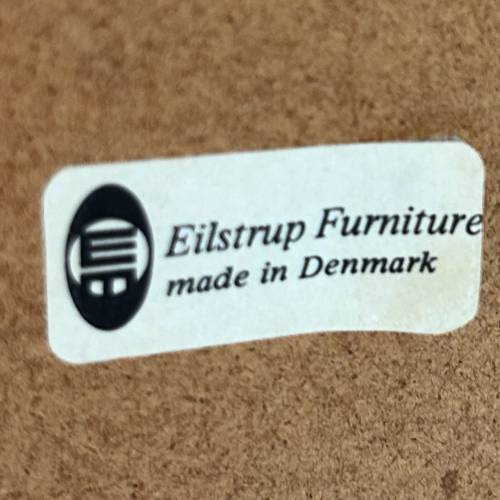 Eilstrup Furniture
made in Denmark